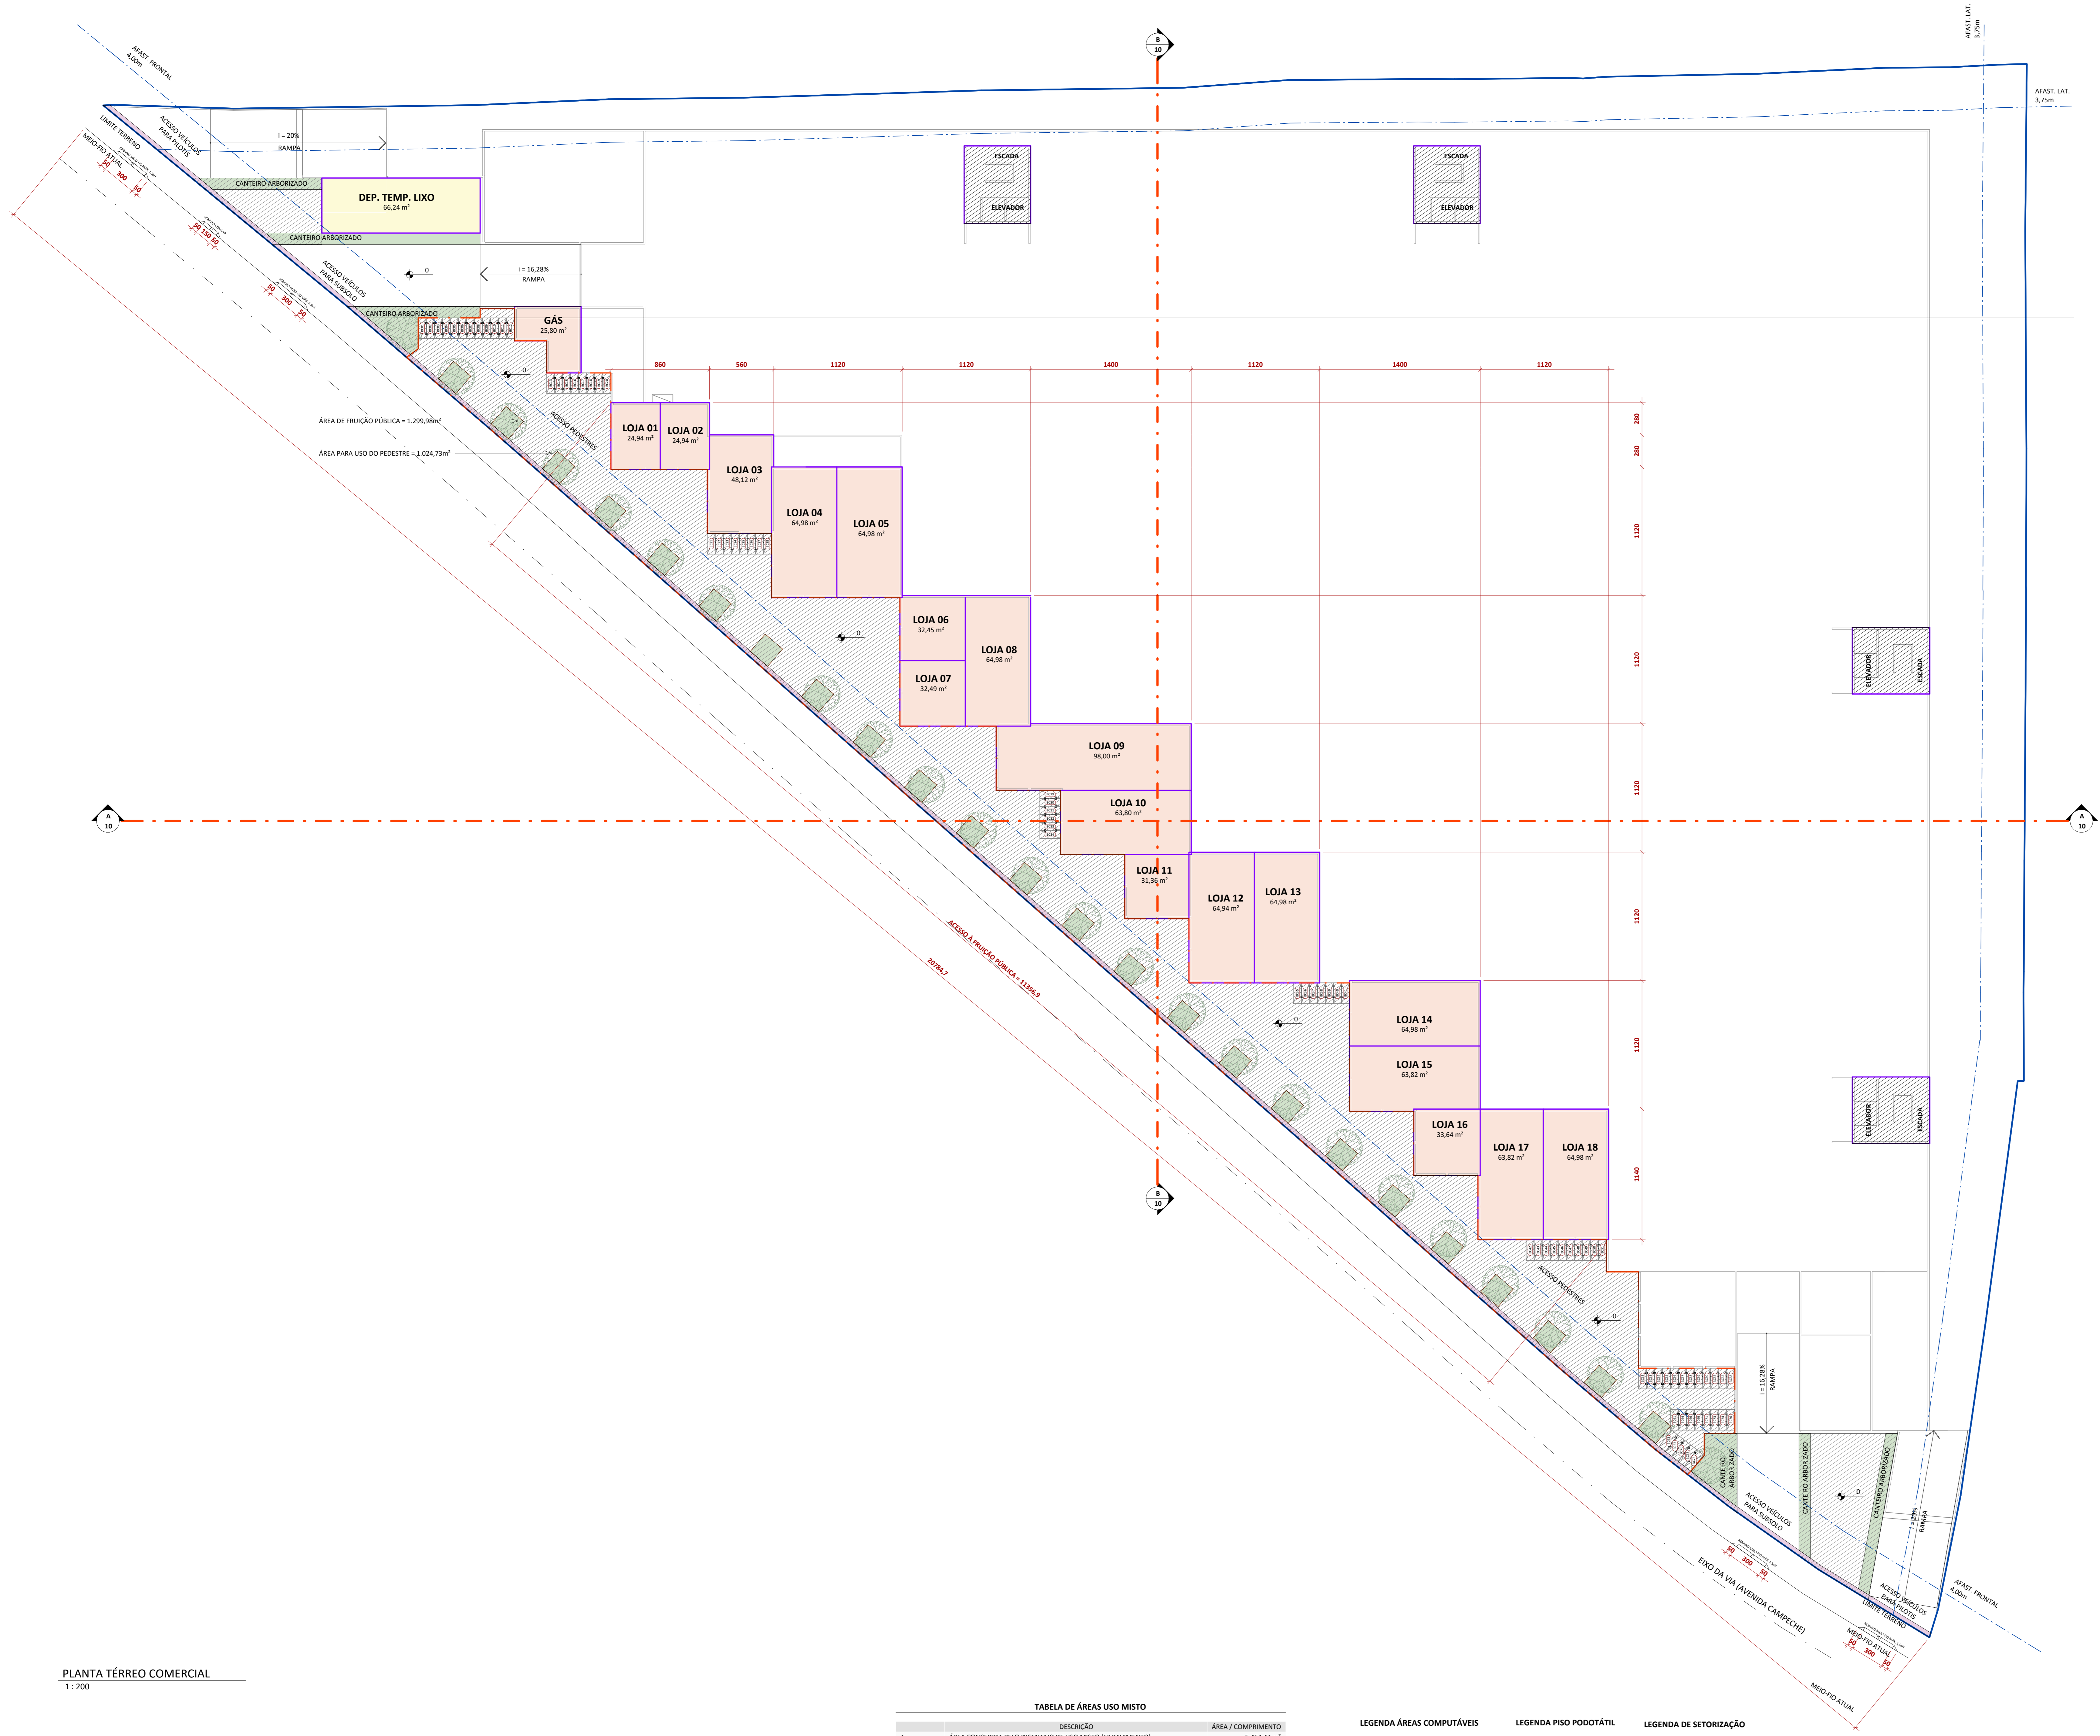 AFAST. LAT.
3,75m
B
10
AFAST. FRONTAL
4,00m
AFAST. LAT.
3,75m
ACESSO VEÍCULOS
PARA PILOTIS
LIMITE TERRENO
MEIO-FIO ATUAL
50
300
50
i = 20%
RAMPA
ESCADA
ELEVADOR
ESCADA
ELEVADOR
CANTEIRO ARBORIZADO
DEP. TEMP. LIXO
66,24 m²
CANTEIRO ARBORIZADO
50 150 50
ACESSO VEÍCULOS
PARA SUBSOLO
0
i = 16,28%
RAMPA
50
300
50
CANTEIRO ARBORIZADO
GÁS
25,80 m²
0
860
560
1120
1120
1400
1120
1400
1120
ÁREA DE FRUIÇÃO PÚBLICA = 1.299,98m²
ACESSO PEDESTRES
ÁREA PARA USO DO PEDESTRE = 1.024,73m²
LOJA 01
24,94 m²
LOJA 02
24,94 m²
LOJA 03
48,12 m²
LOJA 04
64,98 m²
LOJA 05
64,98 m²
280
280
1120
1120
1120
1120
1120
1140
LOJA 06
32,45 m²
LOJA 07
32,49 m²
LOJA 08
64,98 m²
0
ELEVADOR
ESCADA
LOJA 09
98,00 m²
LOJA 10
63,80 m²
A
10
A
10
LOJA 11
31,36 m²
LOJA 12
64,94 m²
LOJA 13
64,98 m²
ACESSO À FRUIÇÃO PÚBLICA = 11356.9
20784.7
0
LOJA 14
64,98 m²
LOJA 15
63,82 m²
LOJA 16
33,64 m²
LOJA 17
63,82 m²
LOJA 18
64,98 m²
ELEVADOR
ESCADA
B
10
ACESSO PEDESTRES
0
i = 16,28%
RAMPA
CANTEIRO
ARBORIZADO
CANTEIRO ARBORIZADO
CANTEIRO ARBORIZADO
0
i = 20%
RAMPA
ACESSO VEÍCULOS
PARA SUBSOLO
50
300
50
EIXO DA VIA (AVENIDA CAMPECHE)
ACESSO VEÍCULOS
PARA PILOTIS
LIMITE TERRENO
AFAST. FRONTAL
4,00m
MEIO-FIO ATUAL
50
300
50
MEIO-FIO ATUAL
PLANTA TÉRREO COMERCIAL
1 : 200
TABELA DE ÁREAS USO MISTO
DESCRIÇÃO
ÁREA / COMPRIMENTO
LEGENDA ÁREAS COMPUTÁVEIS
LEGENDA PISO PODOTÁTIL
LEGENDA DE SETORIZAÇÃO